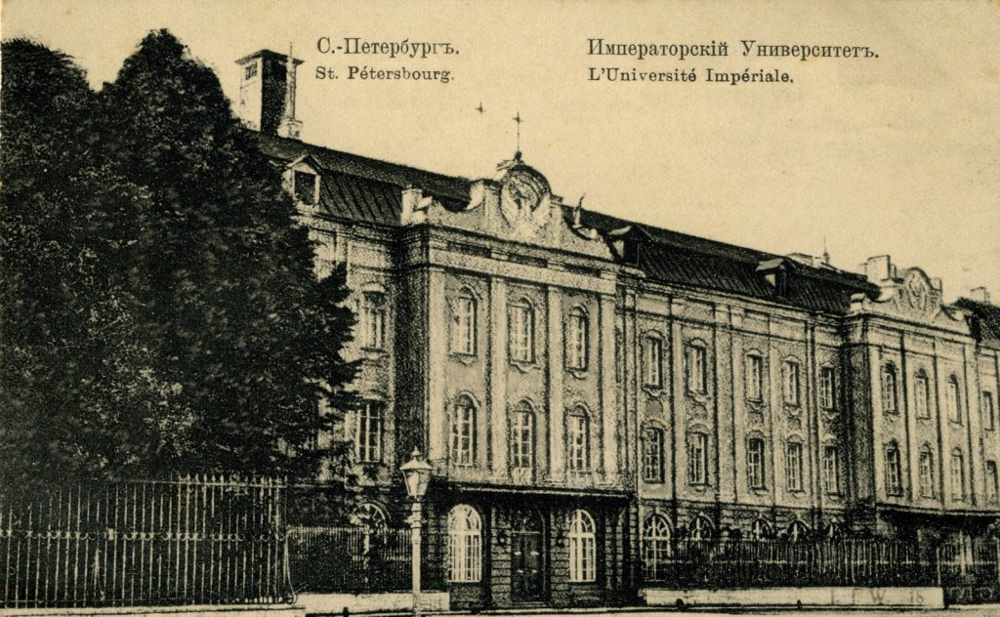 С.-Петербургъ.
St. Pétersbourg.
Императорскій Университетъ.
L'Université Impériale.